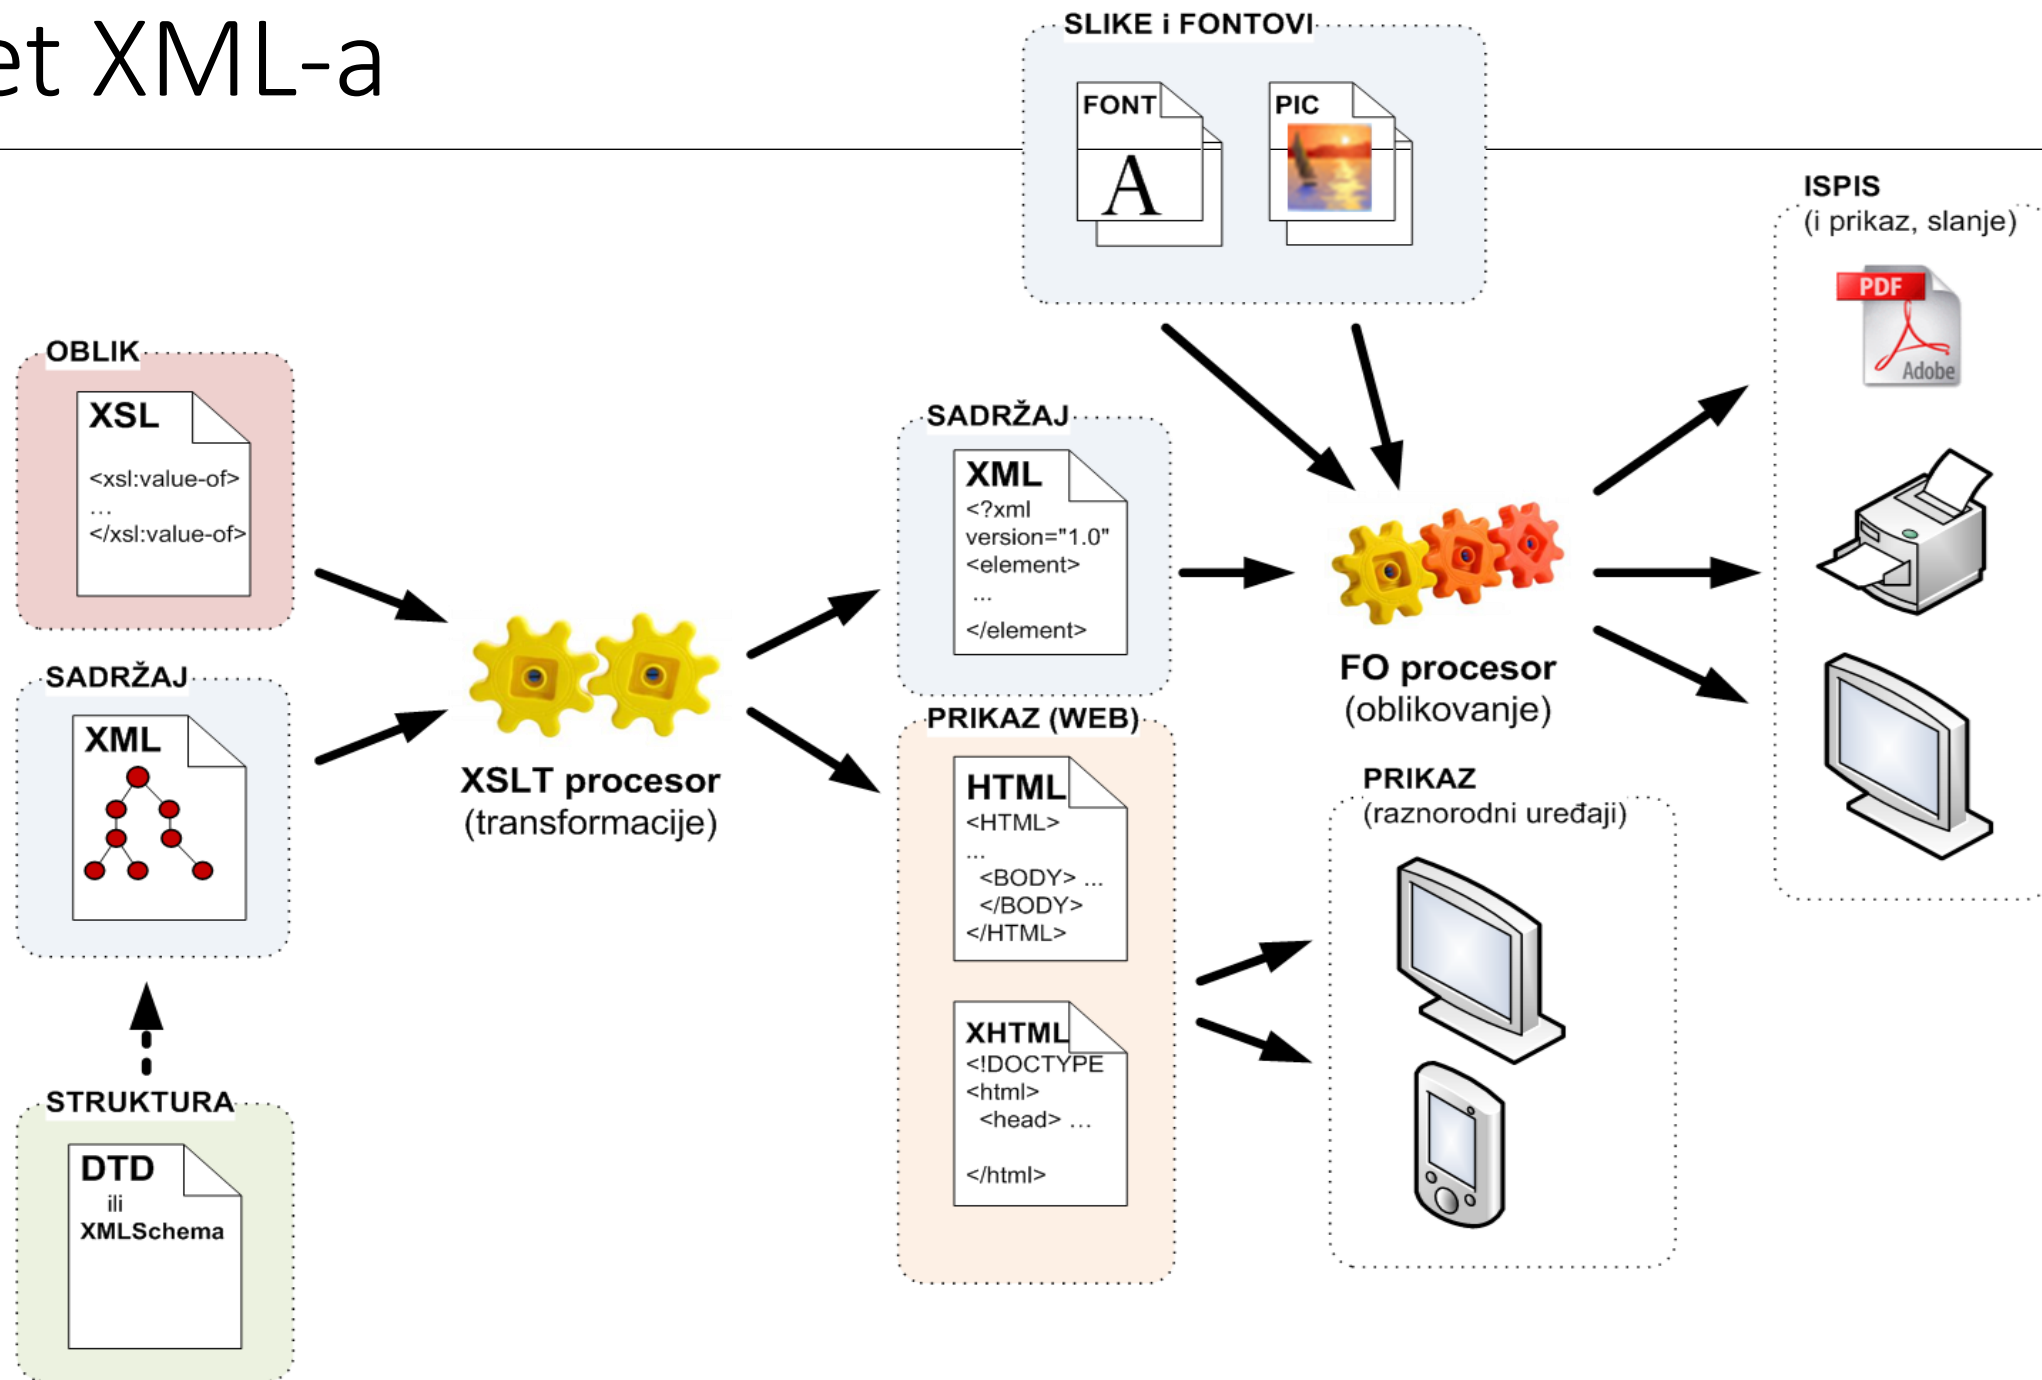 et XML-a
SLIKE i FONTOVI
FONT
A
PIC
ISPIS
(i prikaz, slanje)
PDF
Adobe
OBLIK
XSL
<xsl:value-of>
...
</xsl:value-of>
SADRŽAJ
XML
<?xml
version="1.0"
<element>
...
</element>
FO procesor
(oblikovanje)
SADRŽAJ
XML
XSLT procesor
(transformacije)
PRIKAZ (WEB)
HTML
<HTML>
...
<BODY> ...
</BODY>
</HTML>
PRIKAZ
(raznorodni uređaji)
XHTML
<!DOCTYPE
<html>
<head> ...
</html>
STRUKTURA
DTD
ili
XMLSchema